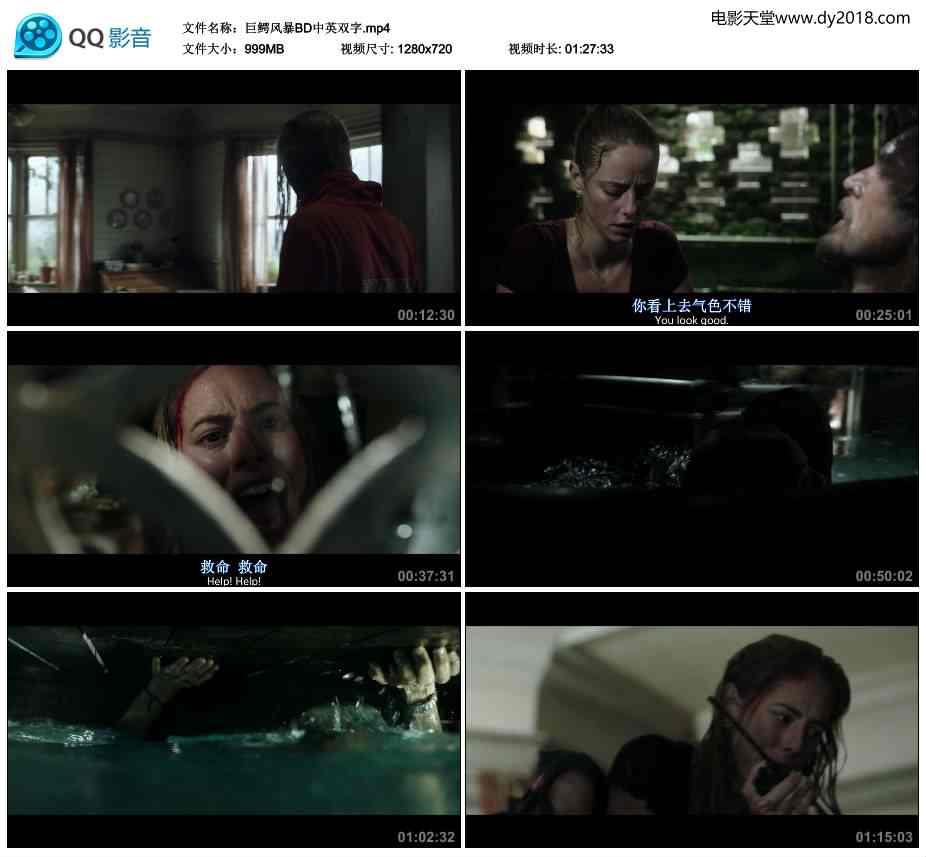 电影天堂www.dy2018.com
QQ 影音
文件名称: 巨鳄风暴BD中英双字.mp4
文件大小: 999MB 视频尺寸: 1280x720 视频时长: 01:27:33
00:12:30
你看上去气色不错
You look good.
00:25:01
救命 救命
Help! Help!
00:37:31
00:50:02
01:02:32
01:15:03